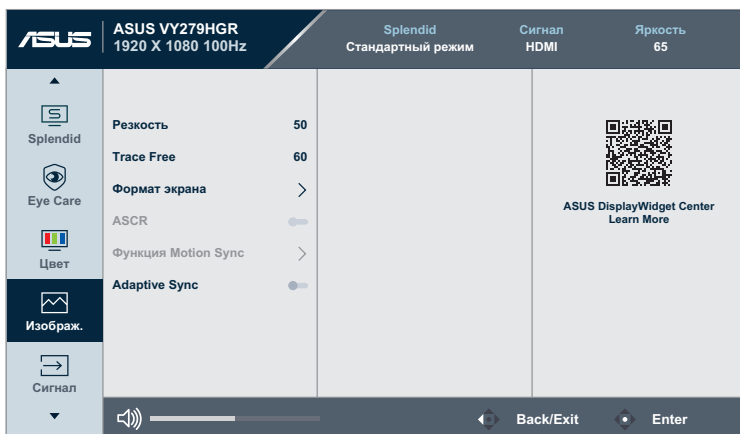 ASUS
ASUS VY279HGR
1920 X 1080 100Hz
Splendid
Стандартный режим
Сигнал
HDMI
Яркость
65
Splendid
Eye Care
Цвет
Изображ.
Сигнал
Резкость 50
Trace Free 60
Формат экрана
ASCR
Функция Motion Sync
Adaptive Sync
ASUS DisplayWidget Center
Learn More
Back/Exit
Enter